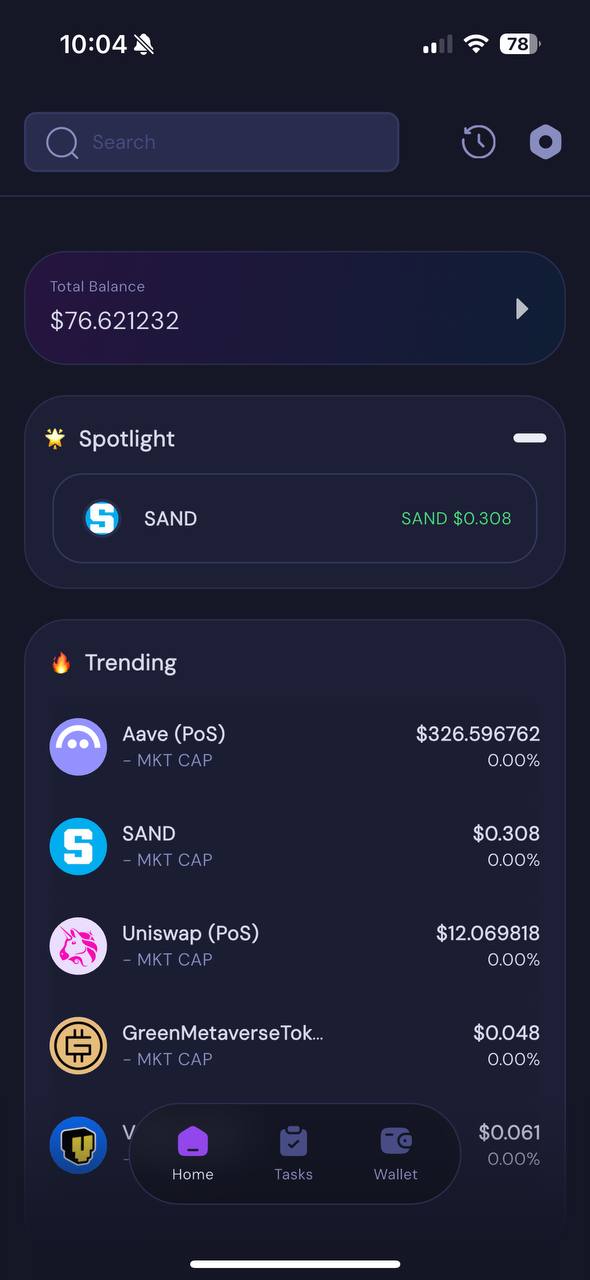 10:04
78
Search
Total Balance
$76.621232
Spotlight
SAND
SAND $0.308
Trending
Aave (PoS)
$326.596762
- MKT CAP
0.00%
SAND
$0.308
- MKT CAP
0.00%
Uniswap (PoS)
$12.069818
- MKT CAP
0.00%
GreenMetaverseTok...
$0.048
- MKT CAP
0.00%
V
$0.061
-
0.00%
Home
Tasks
Wallet